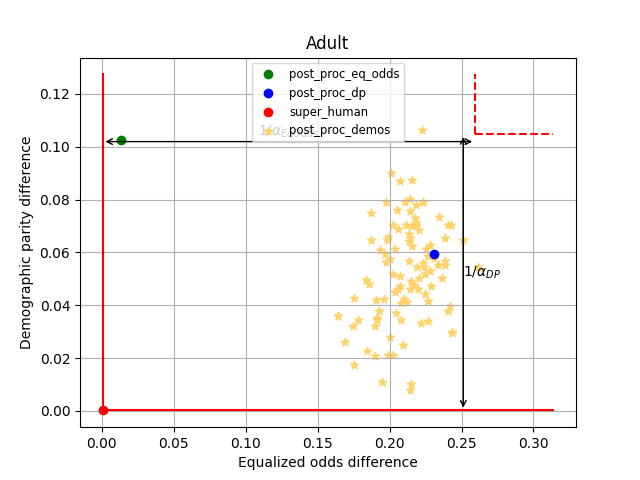 Adult
post_proc_eq_odds
post_proc_dp
super_human
post_proc_demos
1/α
1/α_DP
Demographic parity difference
0.12
0.10
0.08
0.06
0.04
0.02
0.00
0.00
0.05
0.10
0.15
0.20
0.25
0.30
Equalized odds difference